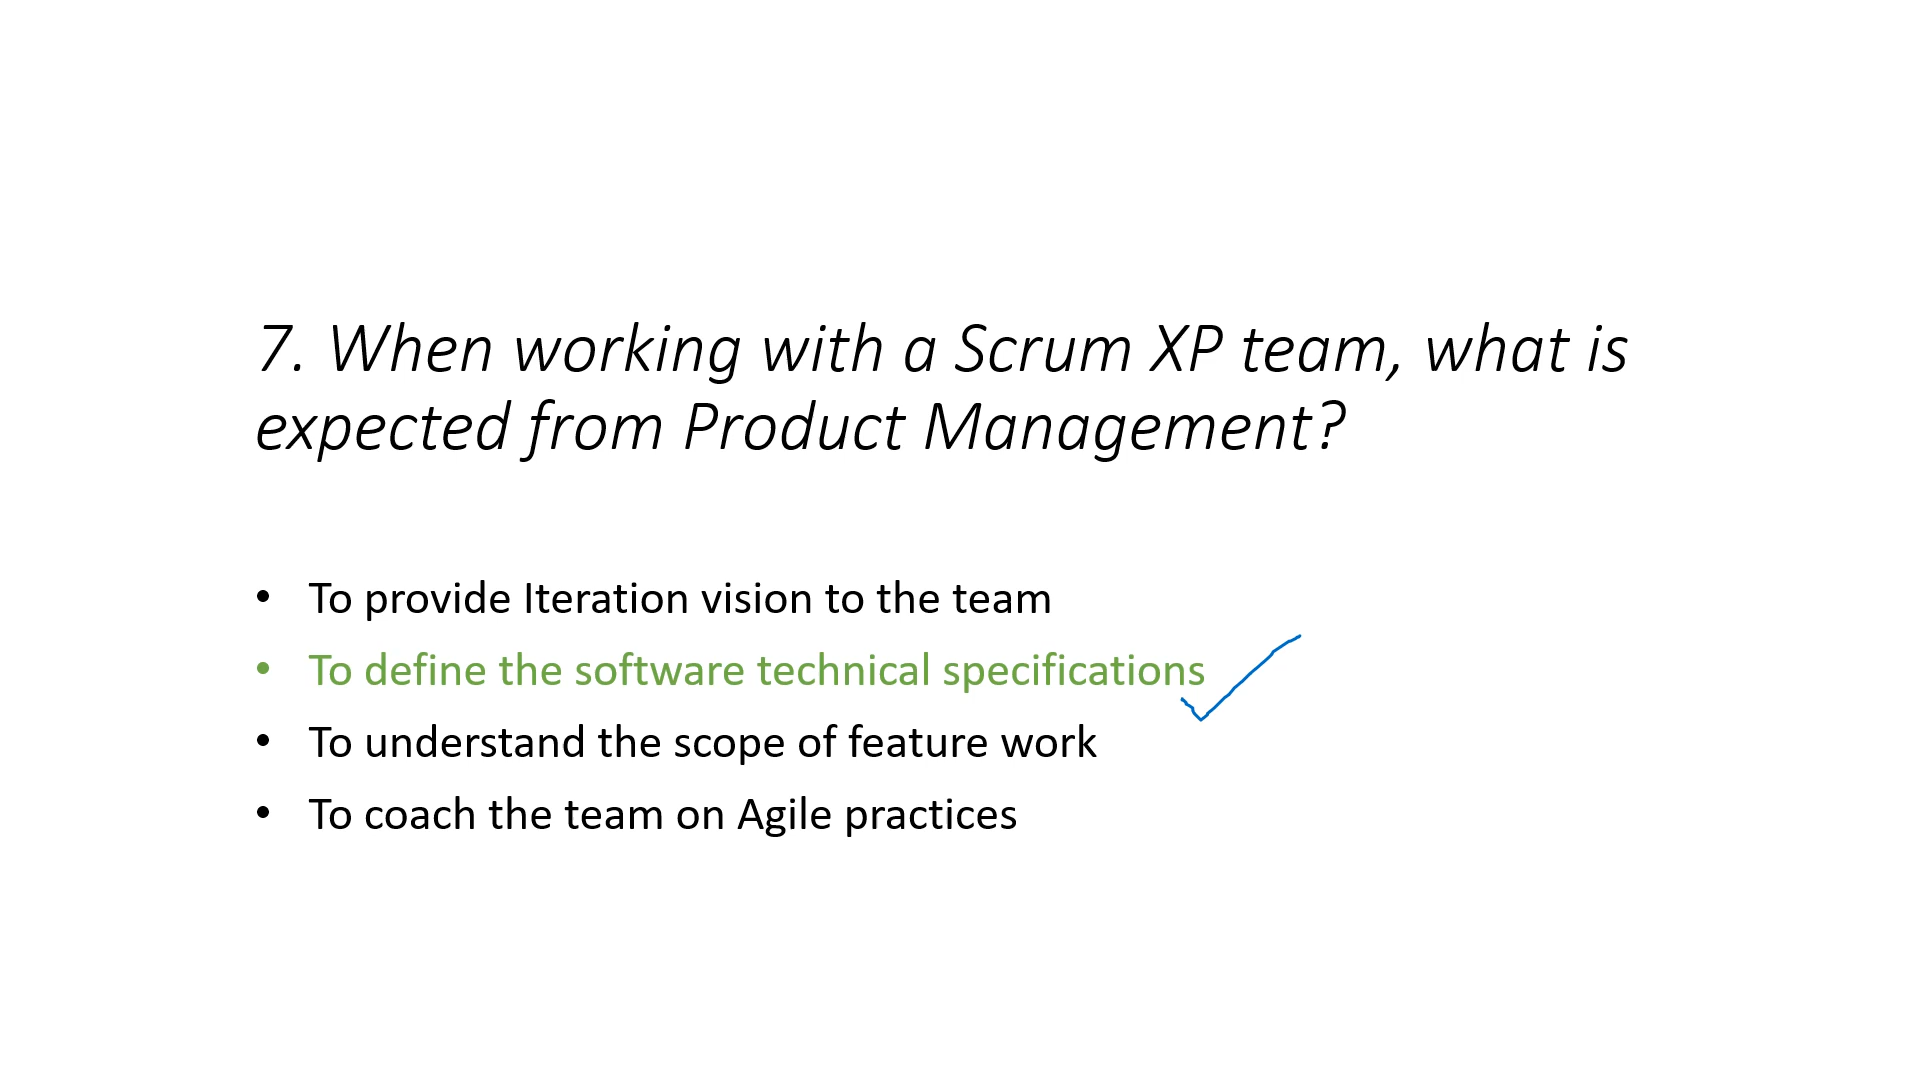 7. When working with a Scrum XP team, what is
expected from Product Management?
• To provide Iteration vision to the team
• To define the software technical specifications
• To understand the scope of feature work
• To coach the team on Agile practices